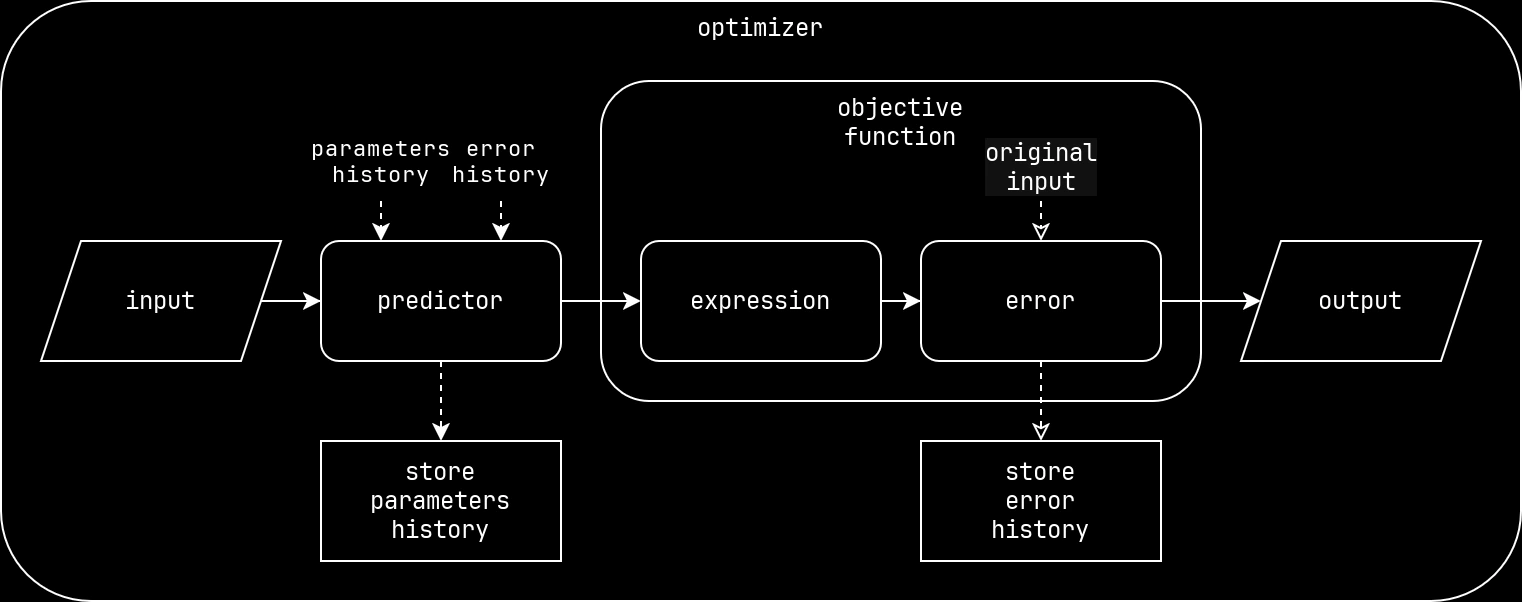 optimizer
objective
function
parameters
history
error
history
original
input
input
predictor
expression
error
output
store
parameters
history
store
error
history